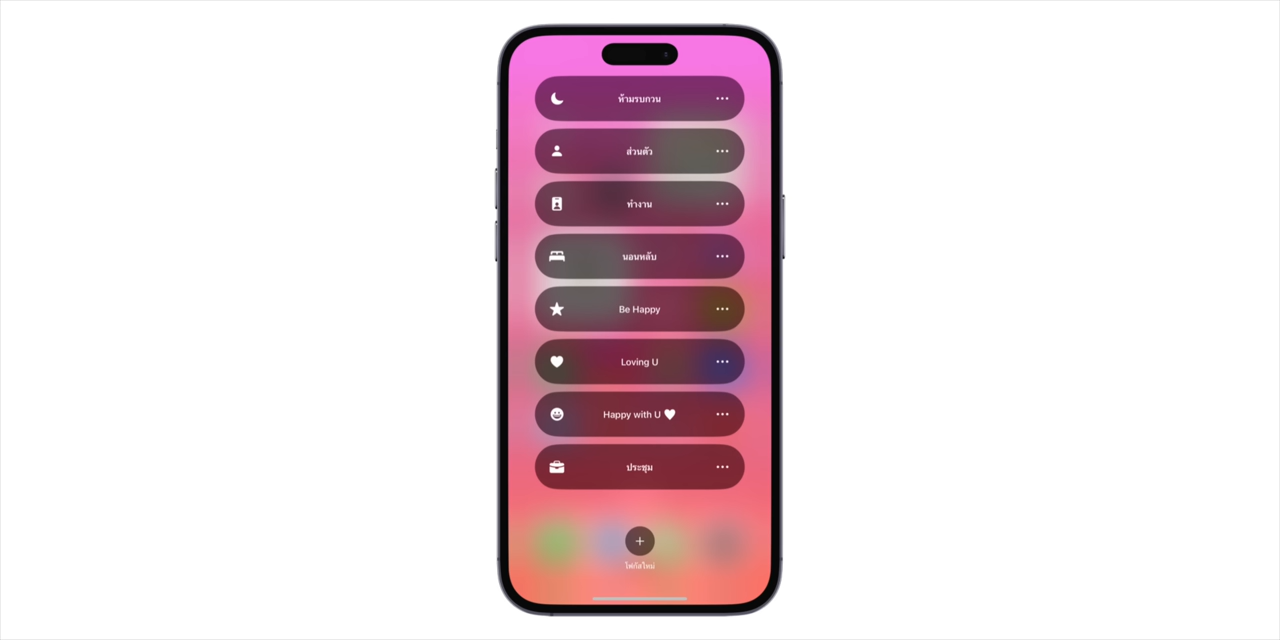 ห้ามรบกวน
ส่วนตัว
ทำงาน
นอนหลับ
Be Happy
Loving U
Happy with U 🤍
ประชุม
โฟกัสใหม่